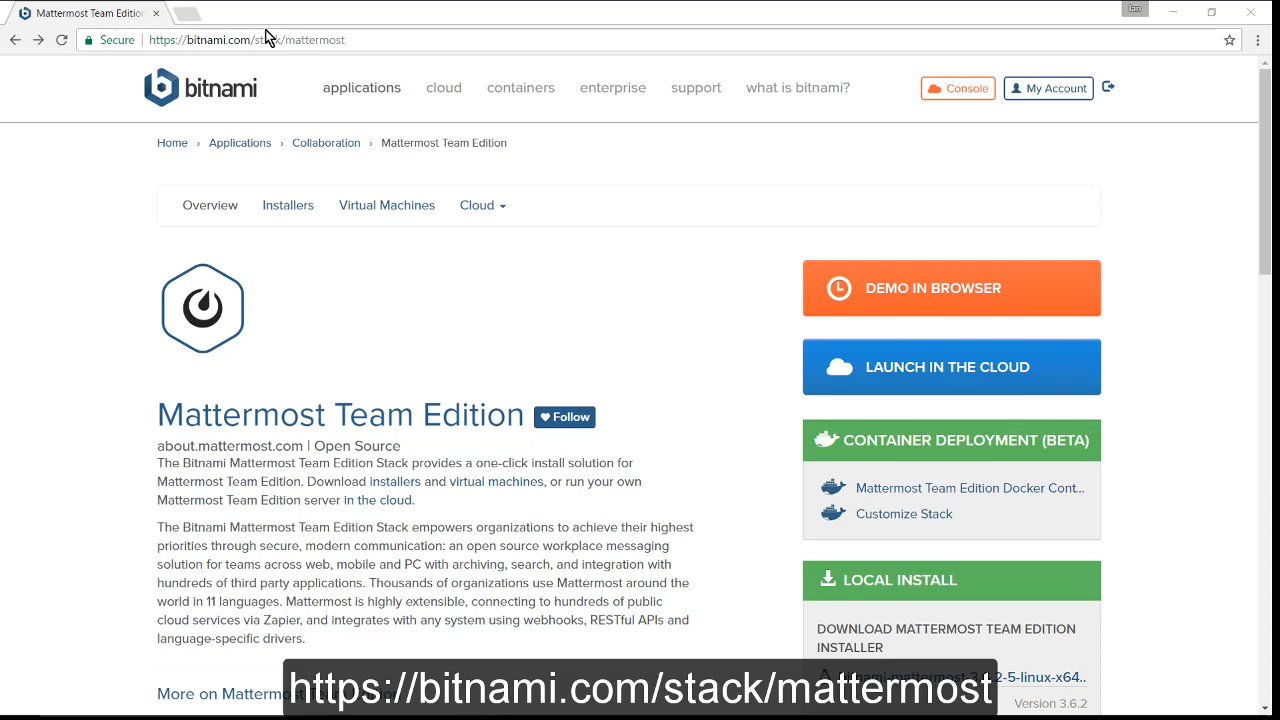 Mattermost Team Editio
Ian
Secure
https://bitnami.com/stack/mattermost
bitnami
applications
cloud
containers
enterprise
support
what is bitnami?
Console
My Account
Home › Applications › Collaboration › Mattermost Team Edition
Overview
Installers
Virtual Machines
Cloud
DEMO IN BROWSER
LAUNCH IN THE CLOUD
Mattermost Team Edition
Follow
about.mattermost.com | Open Source
The Bitnami Mattermost Team Edition Stack provides a one-click install solution for
Mattermost Team Edition. Download installers and virtual machines, or run your own
Mattermost Team Edition server in the cloud.
The Bitnami Mattermost Team Edition Stack empowers organizations to achieve their highest
priorities through secure, modern communication: an open source workplace messaging
solution for teams across web, mobile and PC with archiving, search, and integration with
hundreds of third party applications. Thousands of organizations use Mattermost around the
world in 11 languages. Mattermost is highly extensible, connecting to hundreds of public
cloud services via Zapier, and integrates with any system using webhooks, RESTful APIs and
language-specific drivers.
More on Mattermost Team Edition
CONTAINER DEPLOYMENT (BETA)
Mattermost Team Edition Docker Cont...
Customize Stack
LOCAL INSTALL
DOWNLOAD MATTERMOST TEAM EDITION
INSTALLER
2-5-linux-x64..
Version 3.6.2
https://bitnami.com/stack/mattermost